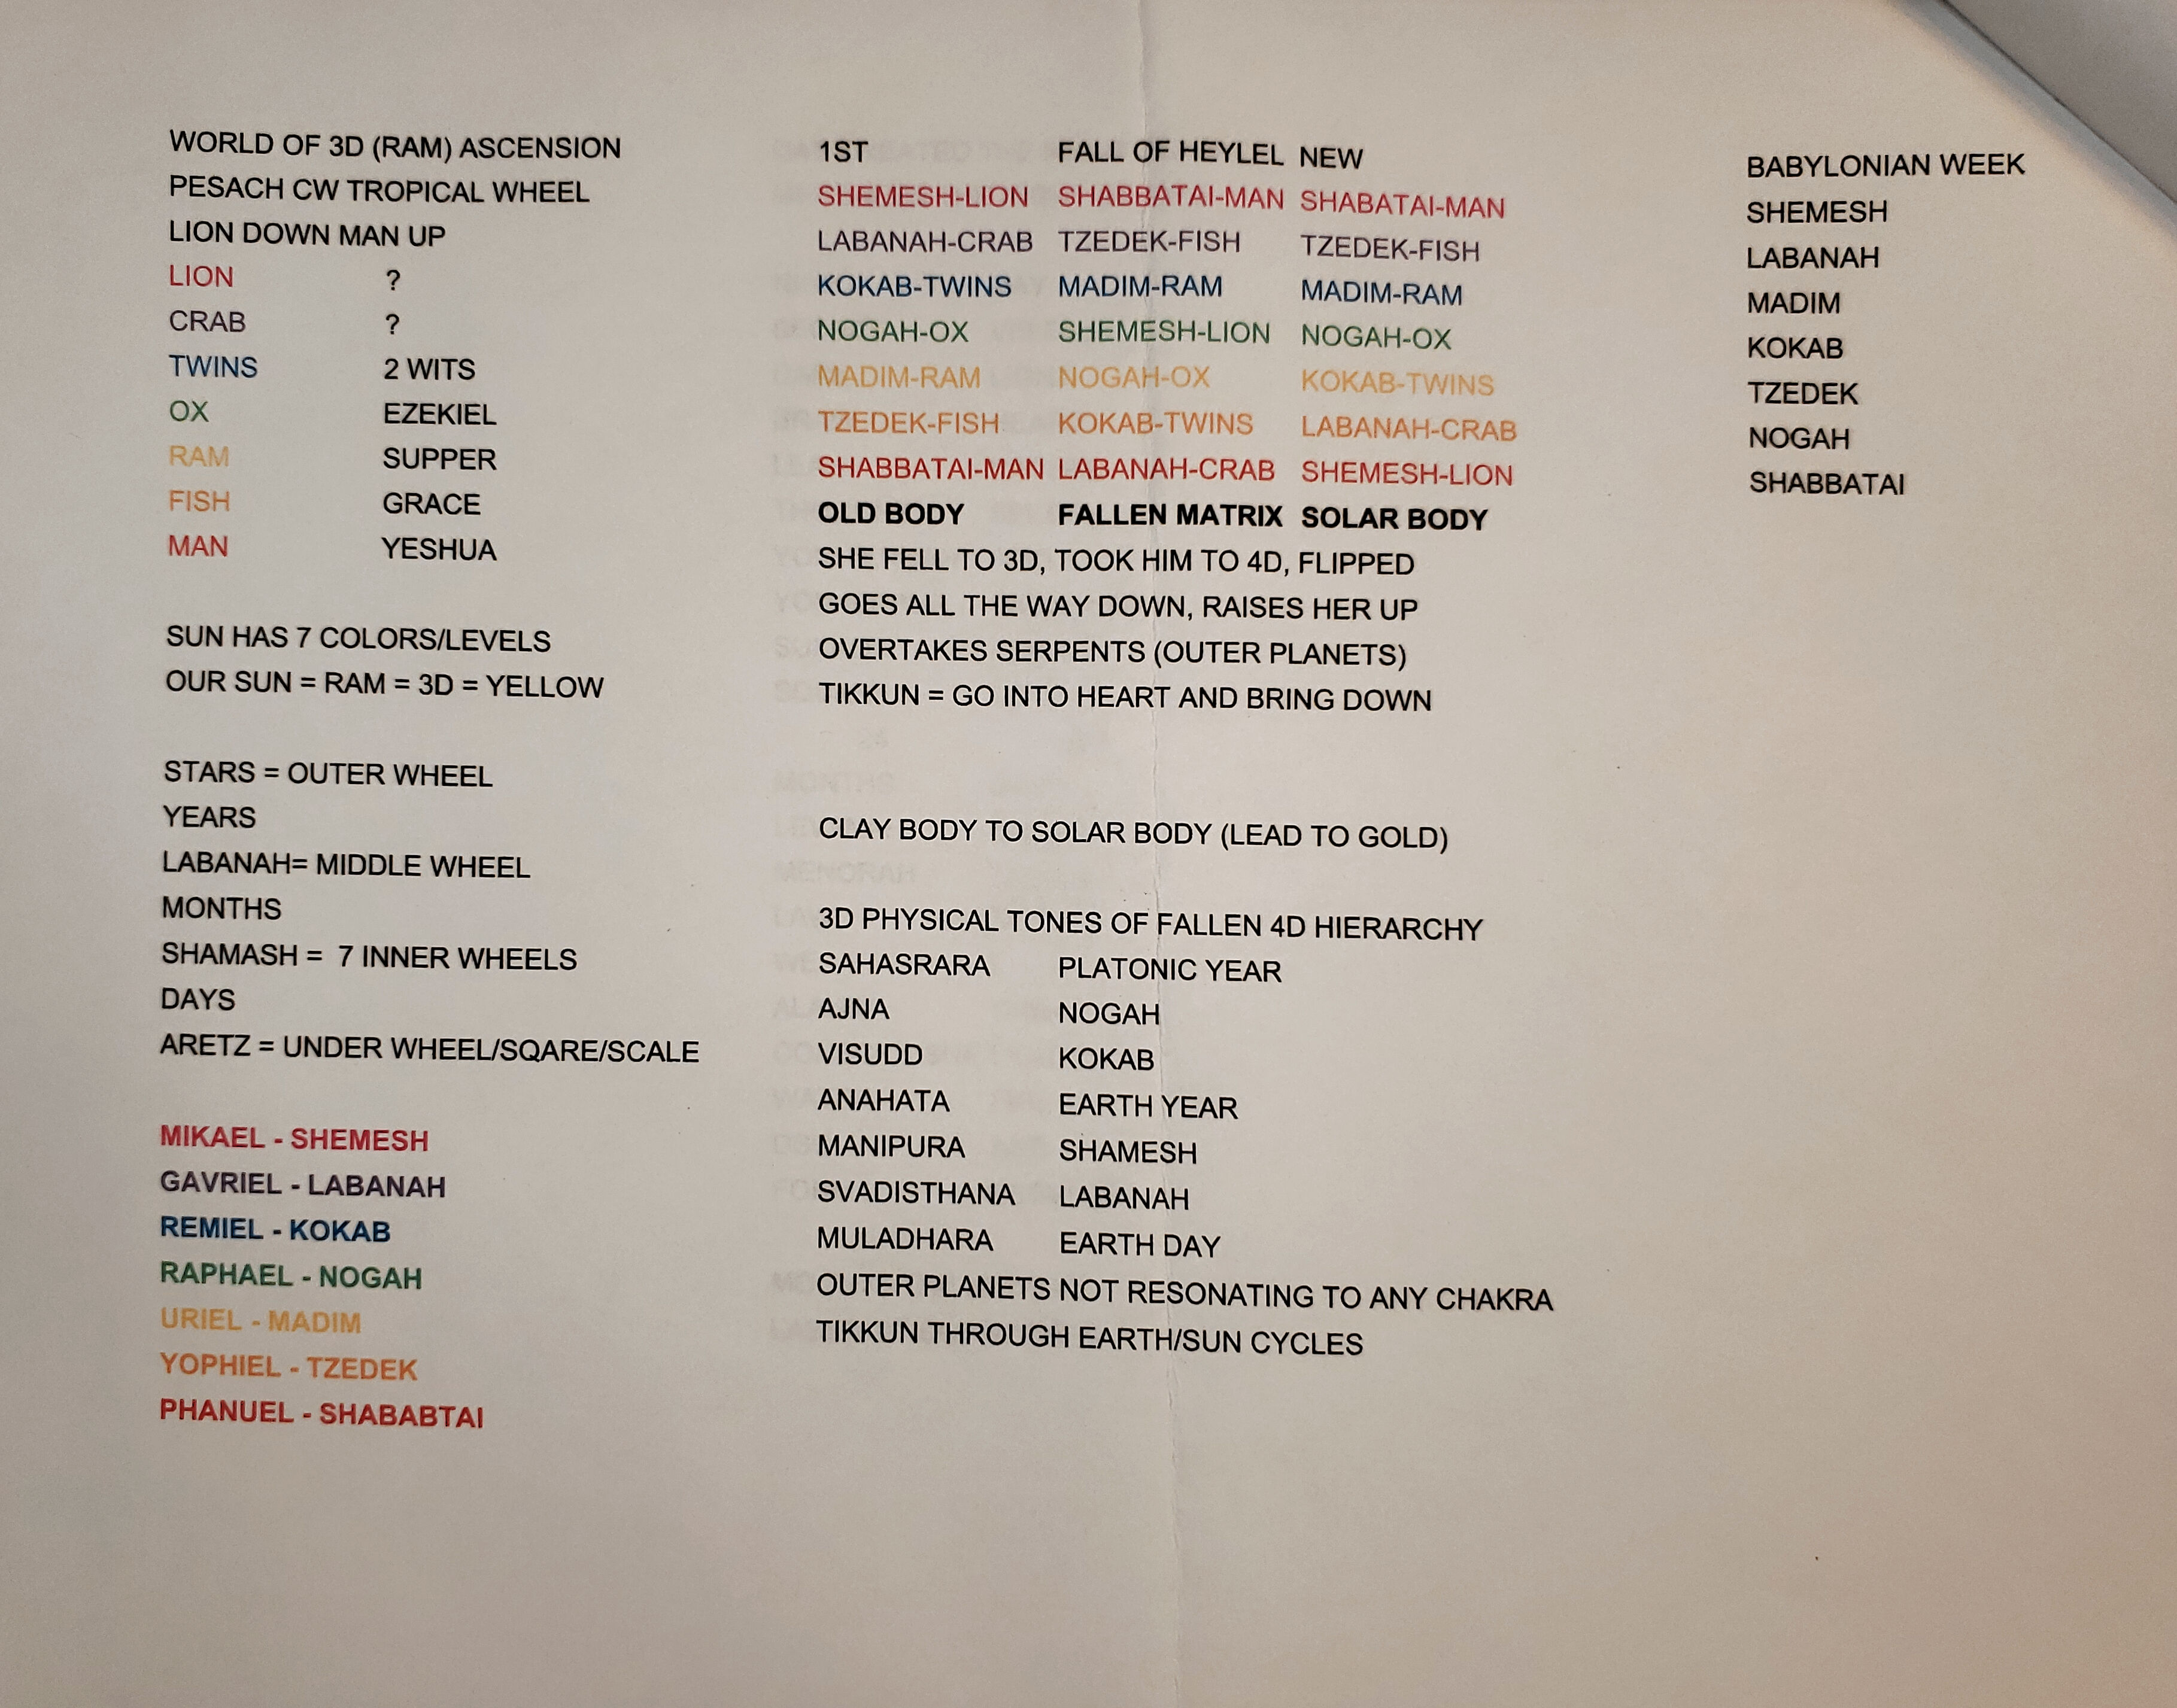 WORLD OF 3D (RAM) ASCENSION
PESACH CW TROPICAL WHEEL
LION DOWN MAN UP
LION ?
CRAB ?
TWINS 2 WITS
OX EZEKIEL
RAM SUPPER
FISH GRACE
MAN YESHUA
SUN HAS 7 COLORS/LEVELS
OUR SUN = RAM = 3D = YELLOW
STARS = OUTER WHEEL
YEARS
LABANAH= MIDDLE WHEEL
MONTHS
SHAMASH = 7 INNER WHEELS
DAYS
ARETZ = UNDER WHEEL/SQARE/SCALE
MIKAEL - SHEMESH
GAVRIEL - LABANAH
REMIEL - KOKAB
RAPHAEL - NOGAH
URIEL - MADIM
YOPHIEL - TZEDEK
PHANUEL - SHABABTAI
1ST FALL OF HEYLEL NEW
SHEMESH-LION SHABBATAI-MAN SHABATAI-MAN
LABANAH-CRAB TZEDEK-FISH TZEDEK-FISH
KOKAB-TWINS MADIM-RAM MADIM-RAM
NOGAH-OX SHEMESH-LION NOGAH-OX
MADIM-RAM NOGAH-OX KOKAB-TWINS
TZEDEK-FISH KOKAB-TWINS LABANAH-CRAB
SHABBATAI-MAN LABANAH-CRAB SHEMESH-LION
OLD BODY FALLEN MATRIX SOLAR BODY
SHE FELL TO 3D, TOOK HIM TO 4D, FLIPPED
GOES ALL THE WAY DOWN, RAISES HER UP
OVERTAKES SERPENTS (OUTER PLANETS)
TIKKUN = GO INTO HEART AND BRING DOWN
CLAY BODY TO SOLAR BODY (LEAD TO GOLD)
3D PHYSICAL TONES OF FALLEN 4D HIERARCHY
SAHASRARA PLATONIC YEAR
AJNA NOGAH
VISUDD KOKAB
ANAHATA EARTH YEAR
MANIPURA SHAMESH
SVADISTHANA LABANAH
MULADHARA EARTH DAY
OUTER PLANETS NOT RESONATING TO ANY CHAKRA
TIKKUN THROUGH EARTH/SUN CYCLES
BABYLONIAN WEEK
SHEMESH
LABANAH
MADIM
KOKAB
TZEDEK
NOGAH
SHABBATAI